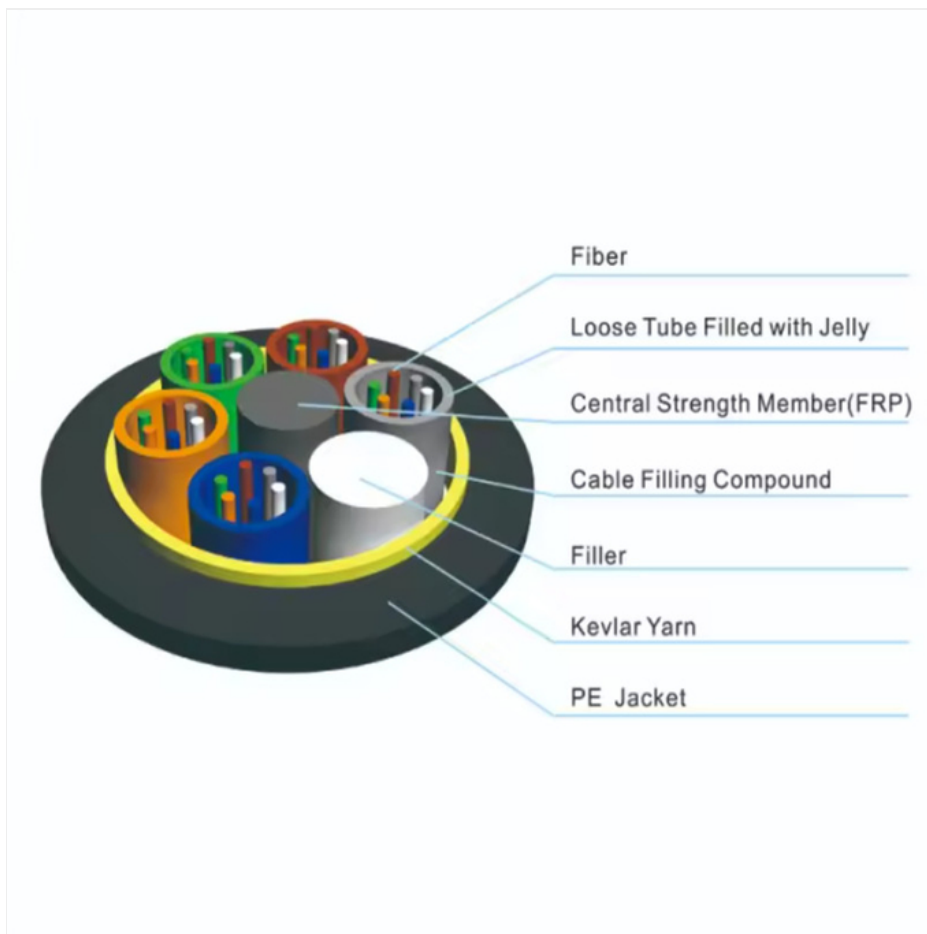 Fiber
Loose Tube Filled with Jelly
Central Strength Member(FRP)
Cable Filling Compound
Filler
Kevlar Yarn
PE Jacket